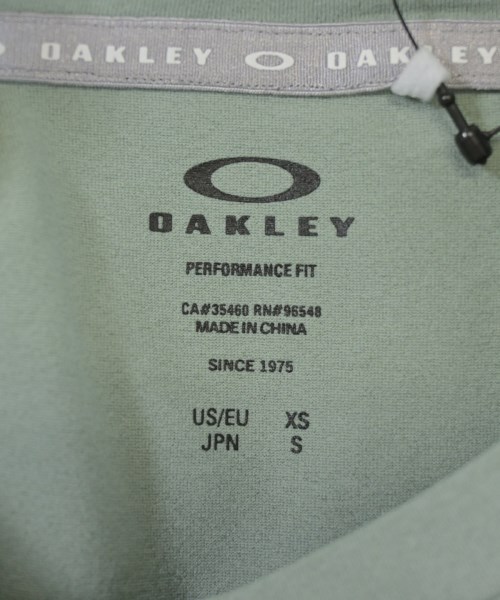 OAKLEY OAKLEY
OAKLEY
PERFORMANCE FIT
CA#35460 RN#96548
MADE IN CHINA
SINCE 1975
US/EU XS
JPN S